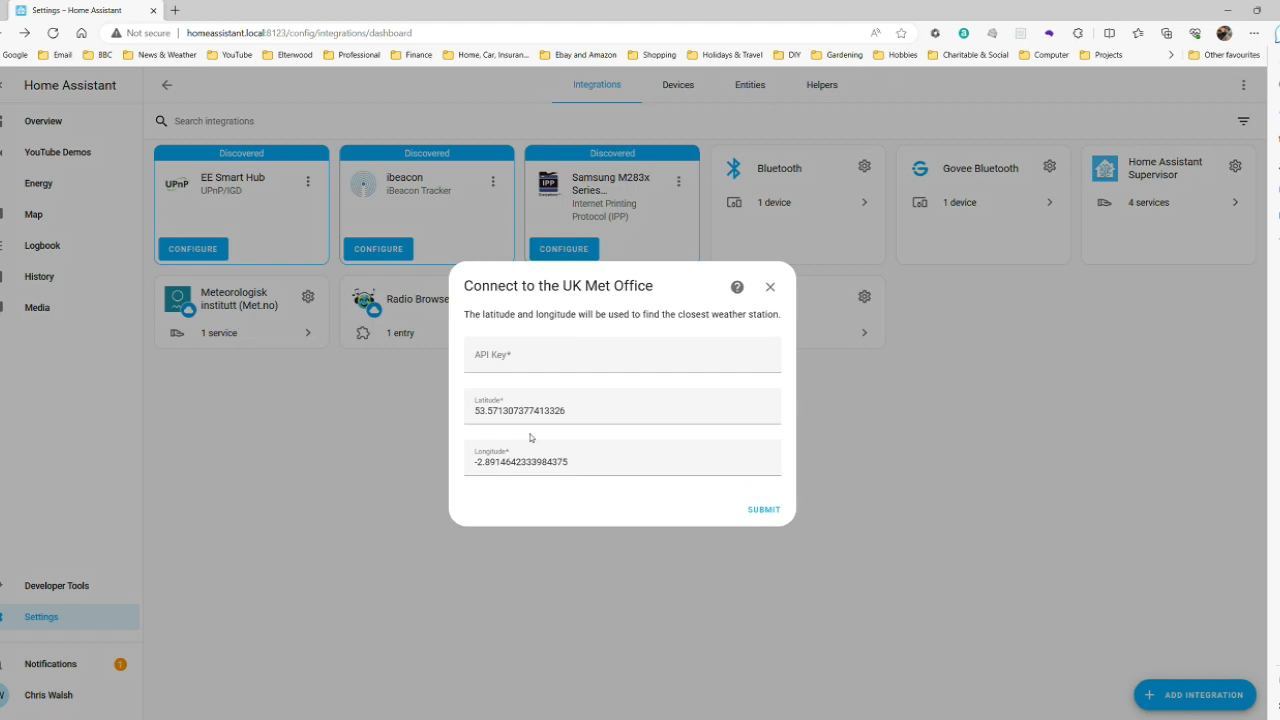 Settings – Home Assistant
Not secure
homeassistant.local:8123/config/integrations/dashboard
Google
Email
BBC
News & Weather
YouTube
Eltenwood
Professional
Finance
Home, Car, Insuran...
Ebay and Amazon
Shopping
Holidays & Travel
DIY
Gardening
Hobbies
Charitable & Social
Computer
Projects
Other favourites
Home Assistant
Integrations
Devices
Entities
Helpers
Overview
YouTube Demos
Energy
Map
Logbook
History
Media
Developer Tools
Settings
Notifications
1
Chris Walsh
Search integrations
Discovered
EE Smart Hub
UPnP
UPnP/IGD
CONFIGURE
Discovered
ibeacon
iBeacon Tracker
CONFIGURE
Discovered
Samsung M283x
Series...
IPP
Internet Printing
Protocol (IPP)
CONFIGURE
Bluetooth
1 device
Govee Bluetooth
1 device
Home Assistant
Supervisor
4 services
Meteorologisk
institutt (Met.no)
1 service
Radio Browse
1 entry
Connect to the UK Met Office
The latitude and longitude will be used to find the closest weather station.
API Key*
Latitude*
53.571307377413326
Longitude*
-2.8914642333984375
SUBMIT
ADD INTEGRATION